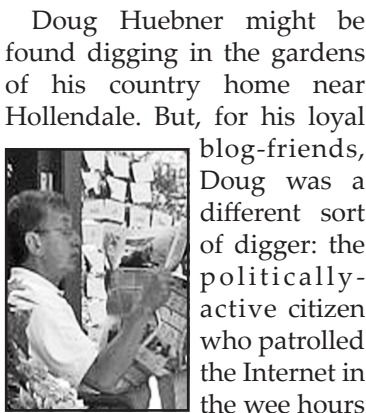 Doug Huebner might be
found digging in the gardens
of his country home near
Hollendale. But, for his loyal
blog-friends,
Doug was a
different sort
of digger: the
politically-
active citizen
who patrolled
the Internet in
the wee hours